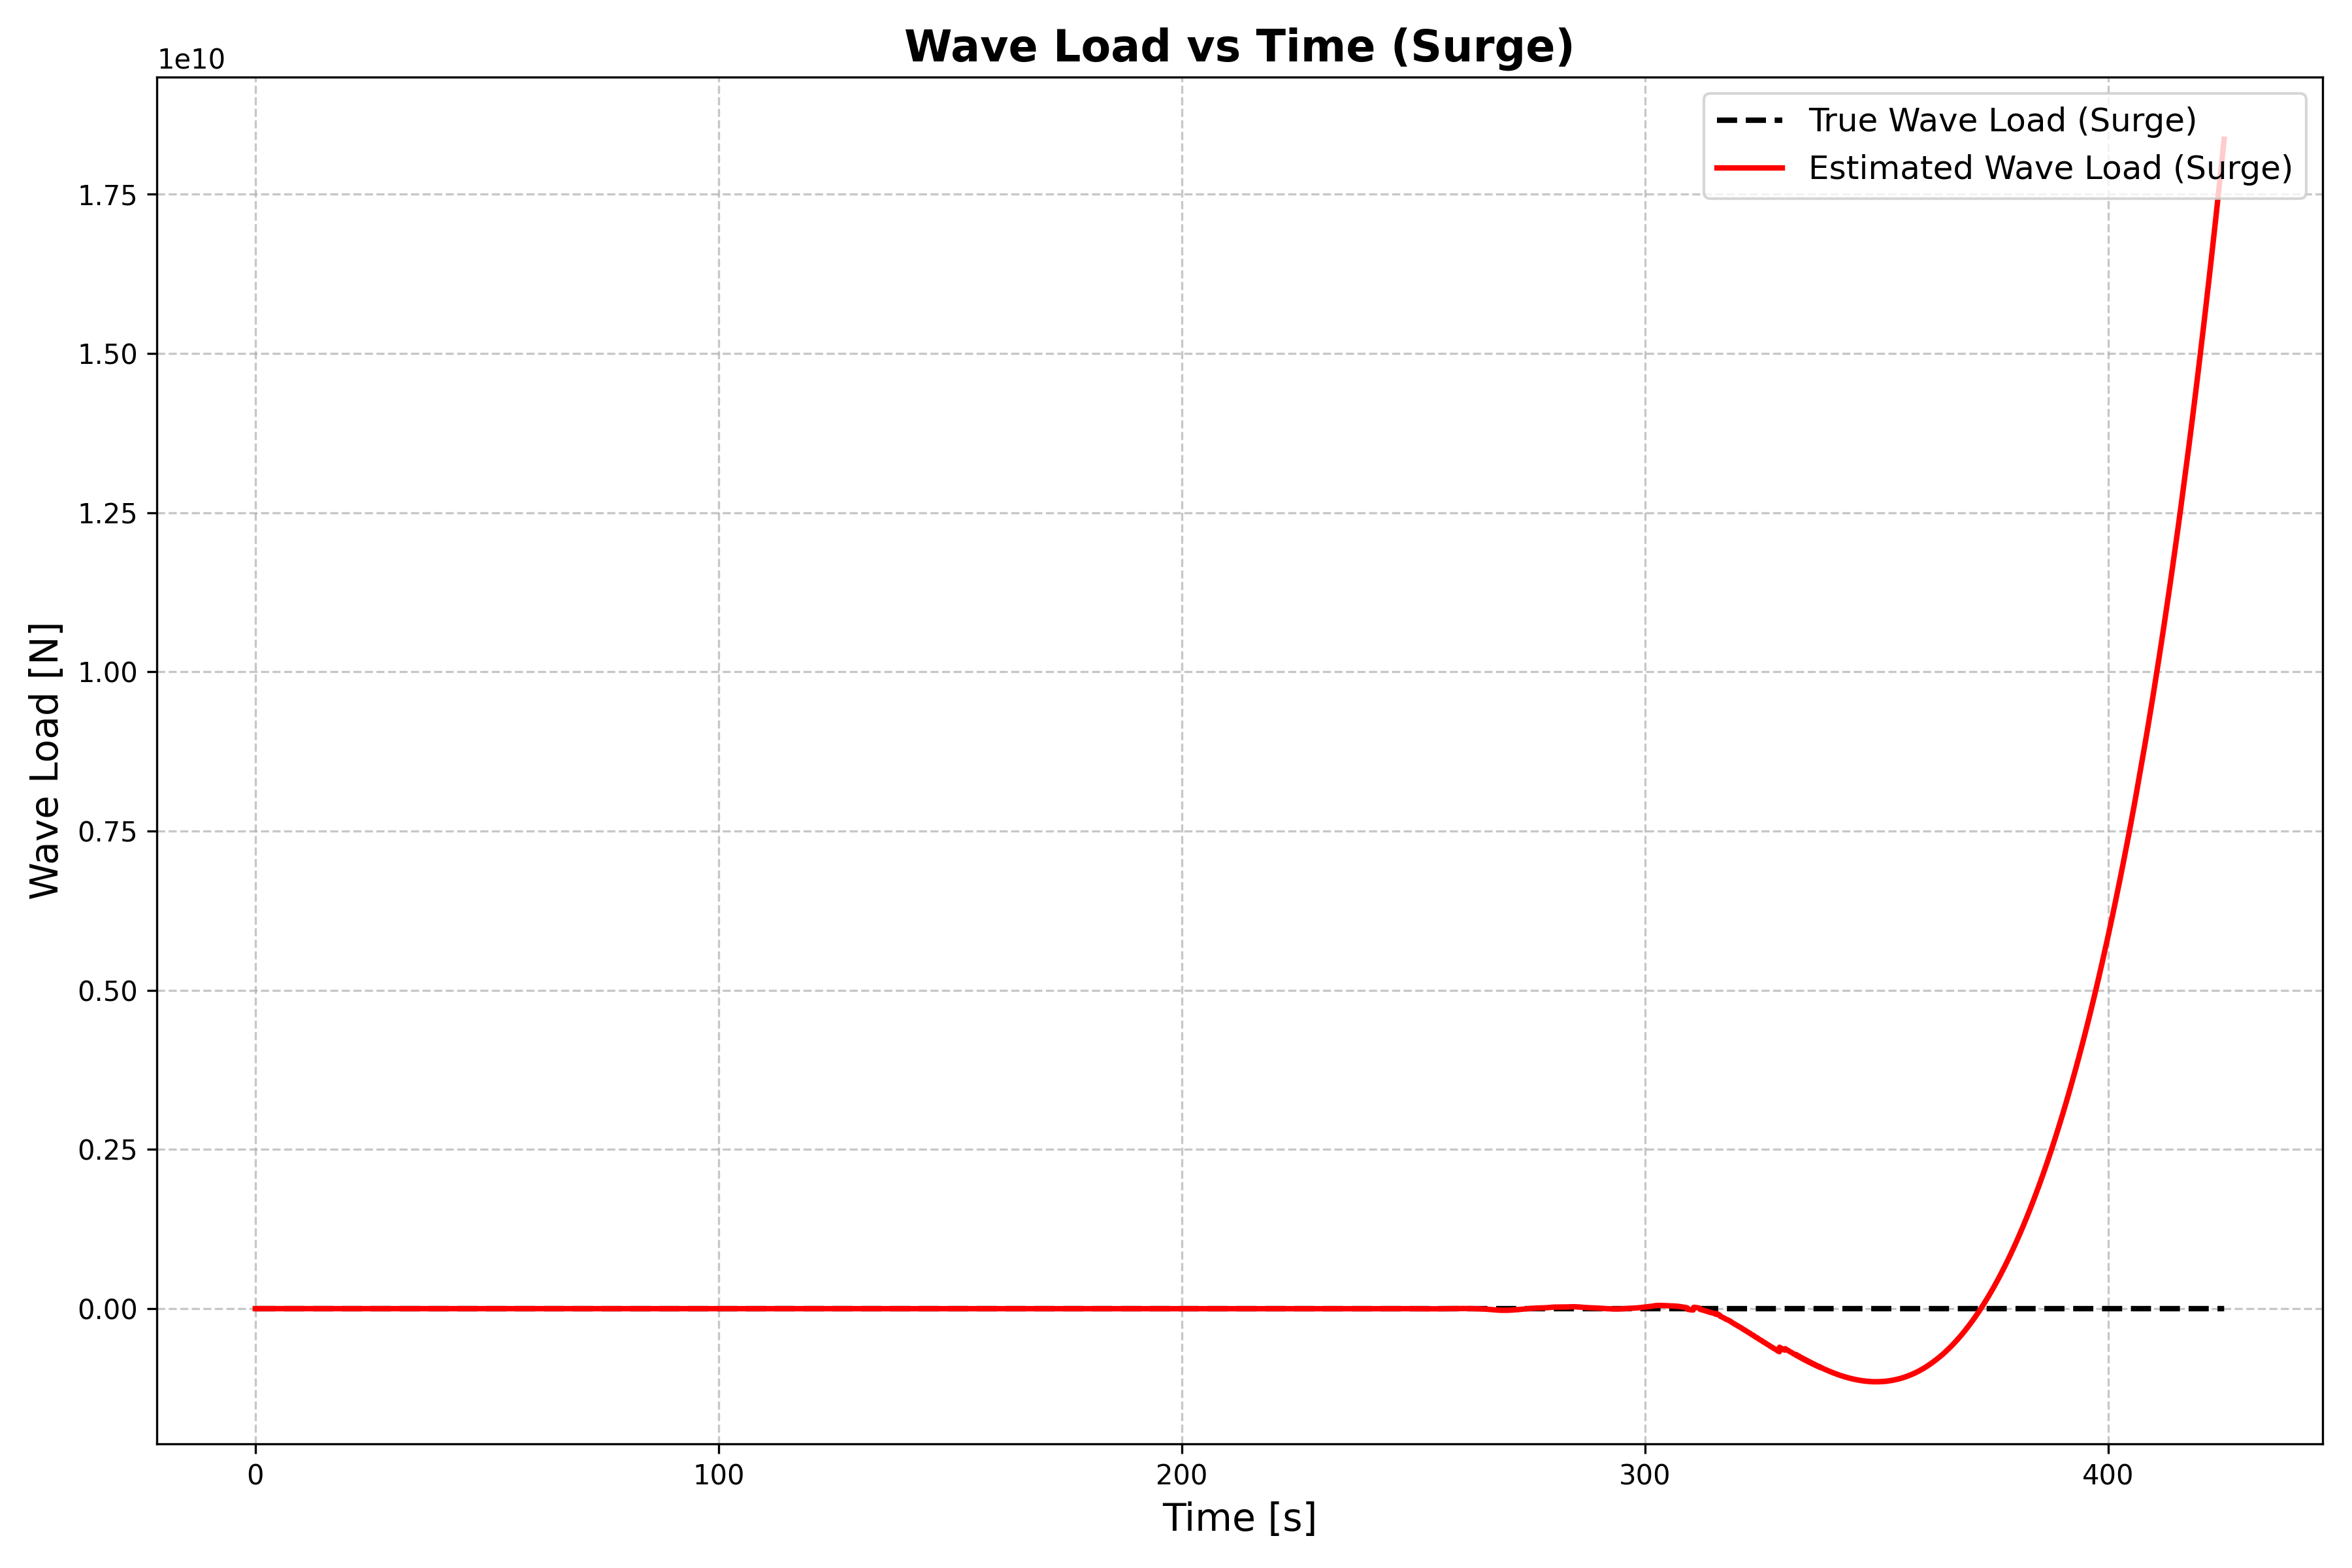 Wave Load vs Time (Surge)
1e10
True Wave Load (Surge)
Estimated Wave Load (Surge)
1.75
1.50
1.25
1.00
0.75
0.50
0.25
0.00
Wave Load [N]
0 100 200 300 400
Time [s]